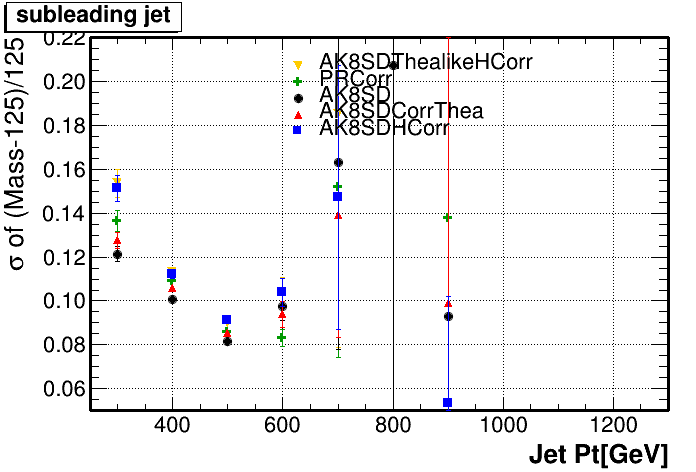 subleading jet
0.22
0.20
0.18
0.16
0.14
0.12
0.10
0.08
0.06
σ of (Mass-125)/125
AK8SDThealikeHCorr
PRCorr
AK8SD
AK8SDCorrThea
AK8SDHCorr
400 600 800 1000 1200
Jet Pt[GeV]